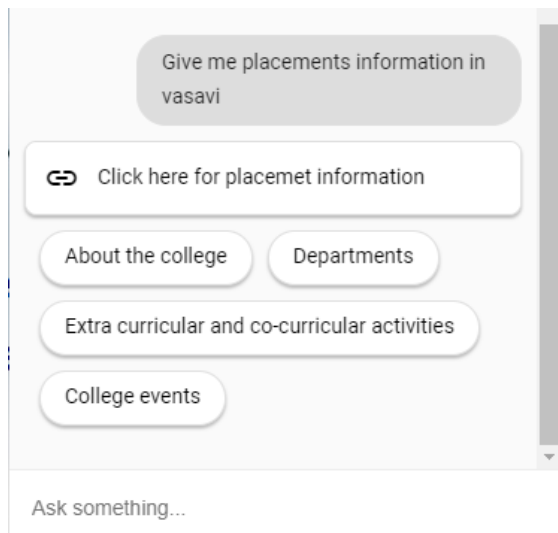 Give me placements information in
vasavi
Click here for placemet information
About the college
Departments
Extra curricular and co-curricular activities
College events
Ask something...